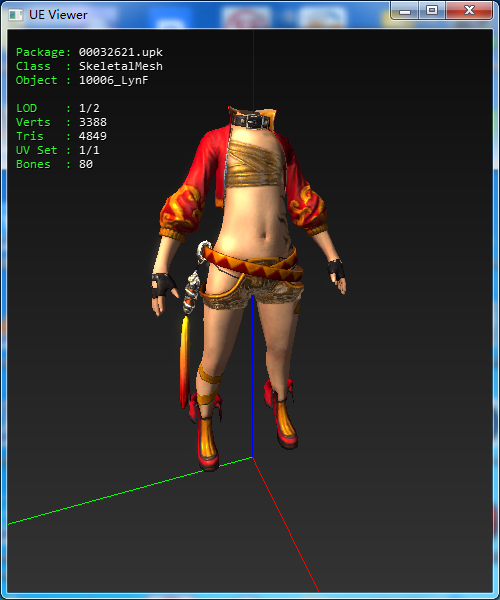 UE Viewer
Package: 00032621.upk
Class : SkeletalMesh
Object : 10006_LynF
LOD : 1/2
Verts : 3388
Tris : 4849
UV Set : 1/1
Bones : 80